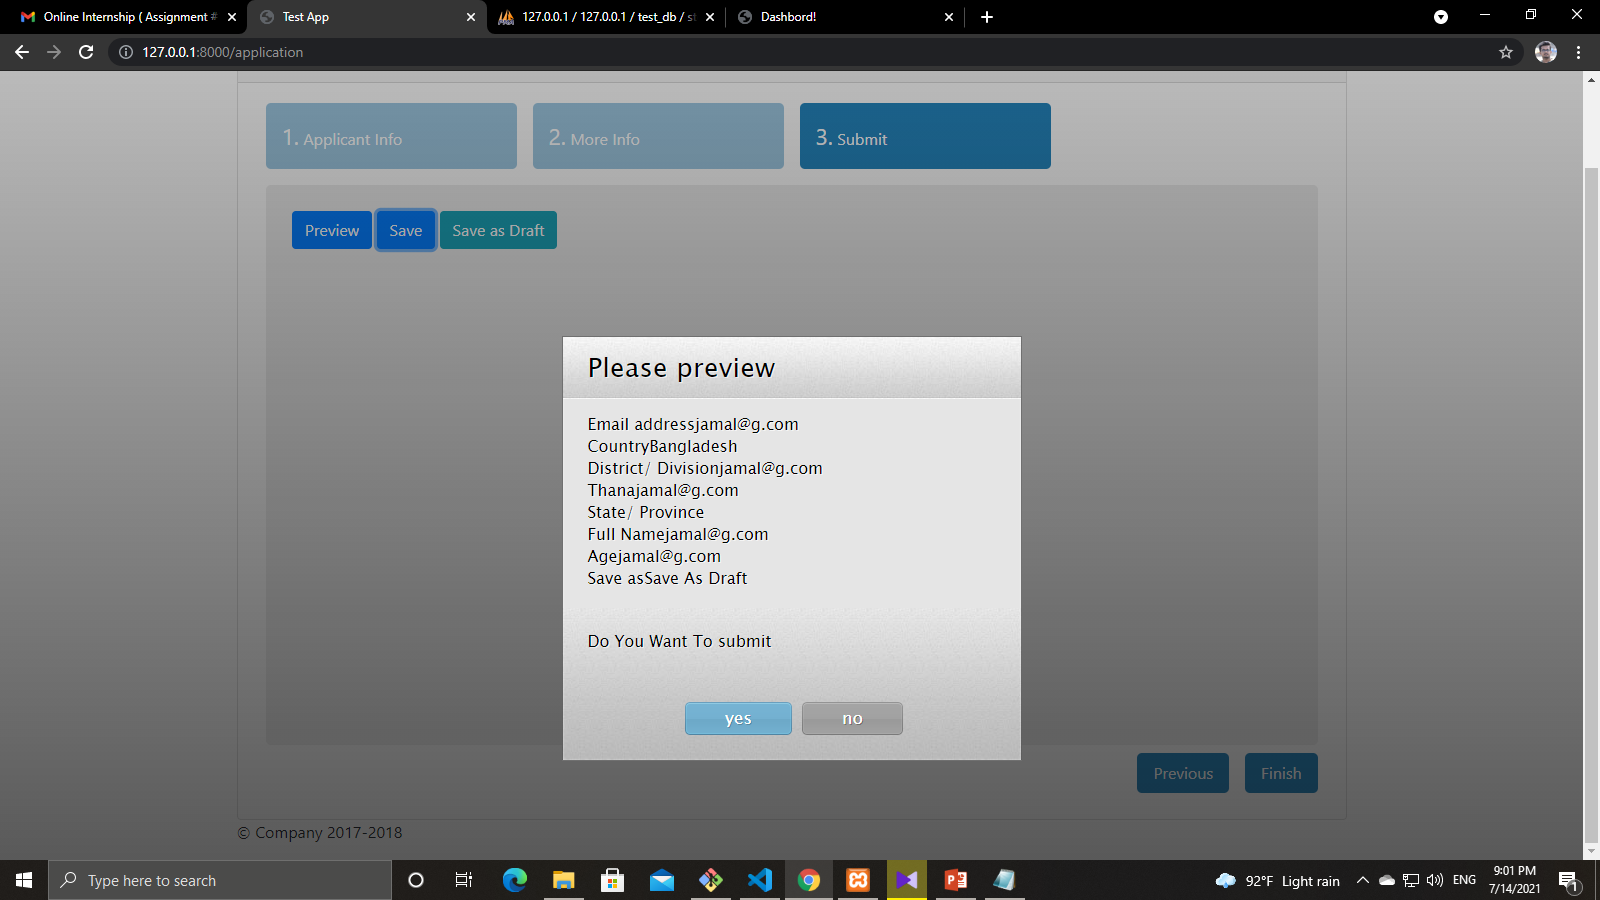 Online Internship ( Assignment #
Test App
127.0.0.1 / 127.0.0.1 / test_db / st
Dashbord!
127.0.0.1:8000/application
1. Applicant Info
2. More Info
3. Submit
Preview
Save
Save as Draft
Please preview
Email addressjamal@g.com
CountryBangladesh
District/ Divisionjamal@g.com
Thanajamal@g.com
State/ Province
Full Namejamal@g.com
Agejamal@g.com
Save asSave As Draft
Do You Want To submit
yes
no
Previous
Finish
© Company 2017-2018
Type here to search
92°F Light rain
ENG
9:01 PM
7/14/2021
1